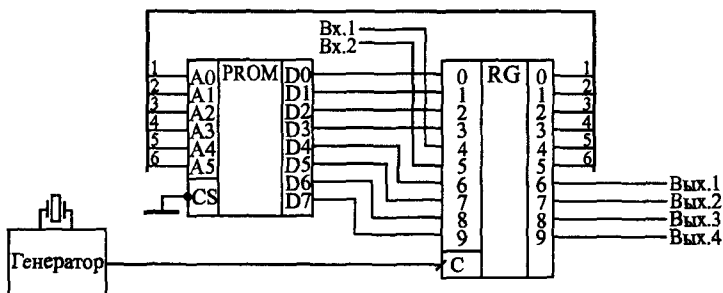 Вх.1
Вх.2
1 A0 PROM D0 0 RG 0 1
2 A1 D1 1 1 2
3 A2 D2 2 2 3
4 A3 D3 3 3 4
5 A4 D4 4 4 5
6 A5 D5 5 5 6
D6 6 6 Вых.1
CS D7 7 7 Вых.2
8 8 Вых.3
9 9 Вых.4
Генератор C